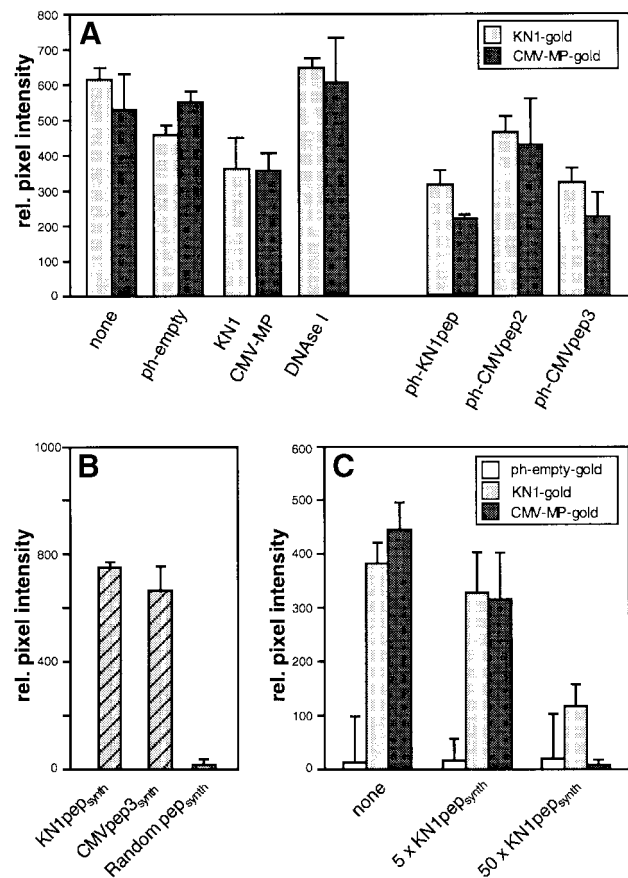 A
800
700
600
500
400
300
200
100
0
rel. pixel intensity
KN1-gold
CMV-MP-gold
none
ph-empty
KN1
CMV-MP
DNAse I
ph-KN1pep
ph-CMVpep2
ph-CMVpep3
B
1000
800
400
0
rel. pixel intensity
KN1pepsynth
CMVpep3synth
Random pepsynth
C
600
500
400
300
200
100
0
rel. pixel intensity
ph-empty-gold
KN1-gold
CMV-MP-gold
none
5 x KN1pepsynth
50 x KN1pepsynth